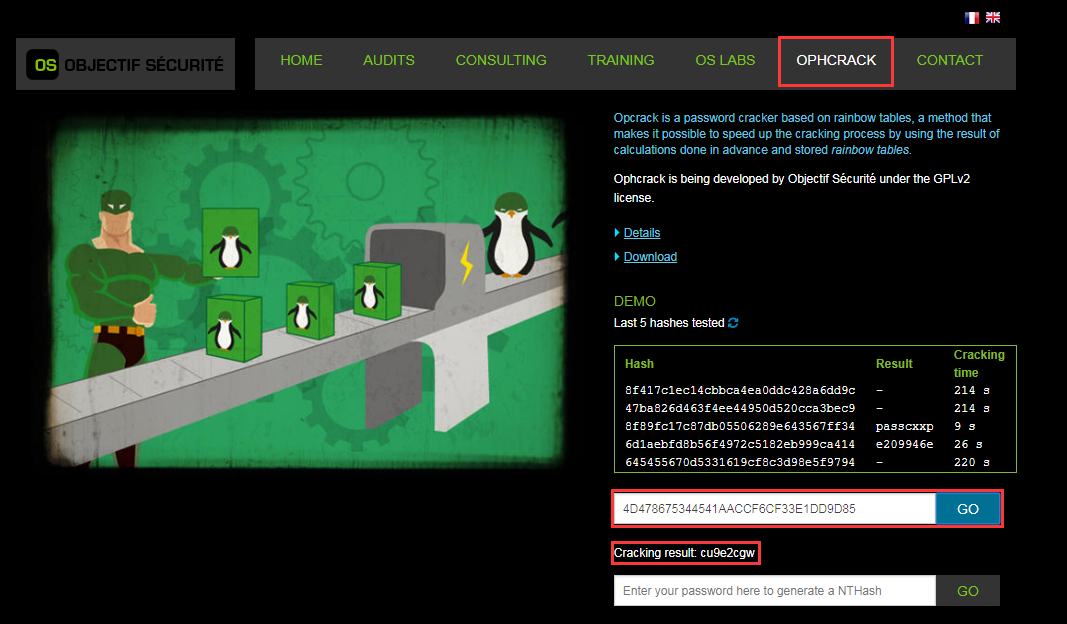 OS OBJECTIF SÉCURITÉ
HOME AUDITS CONSULTING TRAINING OS LABS OPHCRACK CONTACT
Opcrack is a password cracker based on rainbow tables, a method that
makes it possible to speed up the cracking process by using the result of
calculations done in advance and stored rainbow tables.
Ophcrack is being developed by Objectif Sécurité under the GPLv2
license.
Details
Download
DEMO
Last 5 hashes tested
Hash Result Cracking
time
8f417c1ec14cbbca4ea0ddc428a6dd9c – 214 s
47ba826d463f4ee44950d520cca3bec9 – 214 s
8f89fc17c87db05506289e643567ff34 passcxxp 9 s
6d1aebfd8b56f4972c5182eb999ca414 e209946e 26 s
645455670d5331619cf8c3d98e5f9794 – 220 s
4D478675344541AACCF6CF33E1DD9D85 GO
Cracking result: cu9e2cgw
Enter your password here to generate a NTHash GO